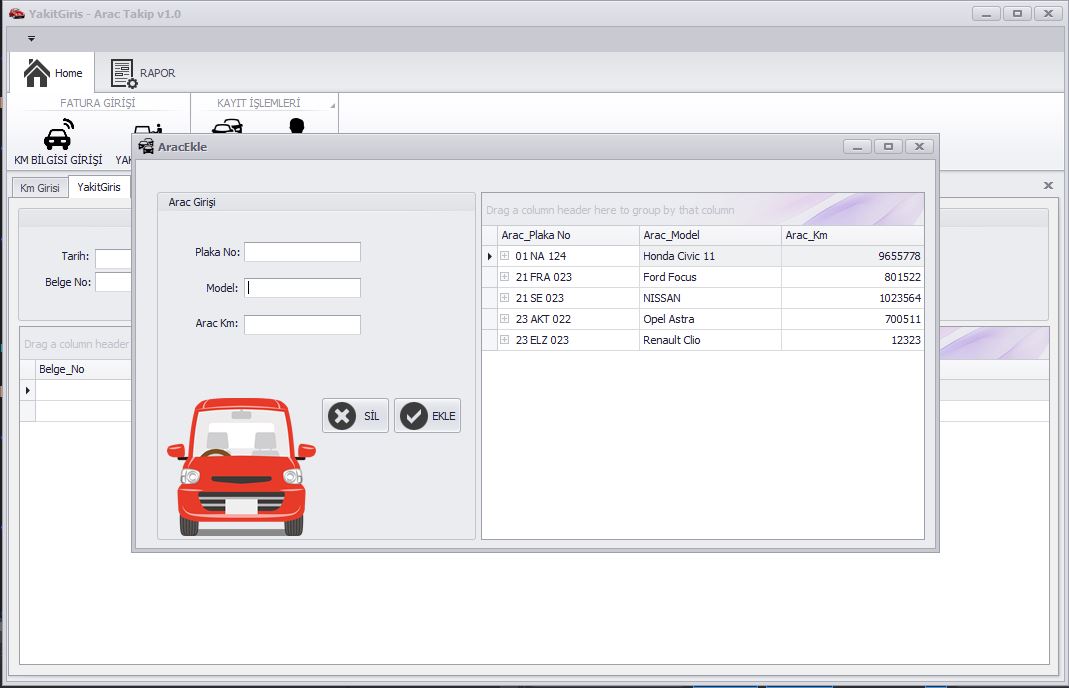 YakitGiris - Arac Takip v1.0
Home
RAPOR
FATURA GİRİŞİ
KAYIT İŞLEMLERİ
KM BİLGİSİ GİRİŞİ
Km Girisi
YakitGiris
Tarih:
Belge No:
Drag a column header
Belge_No
AracEkle
Arac Girişi
Plaka No:
Model:
Arac Km:
SİL
EKLE
Drag a column header here to group by that column
Arac_Plaka No Arac_Model Arac_Km
01 NA 124 Honda Civic 11 9655778
21 FRA 023 Ford Focus 801522
21 SE 023 NISSAN 1023564
23 AKT 022 Opel Astra 700511
23 ELZ 023 Renault Clio 12323